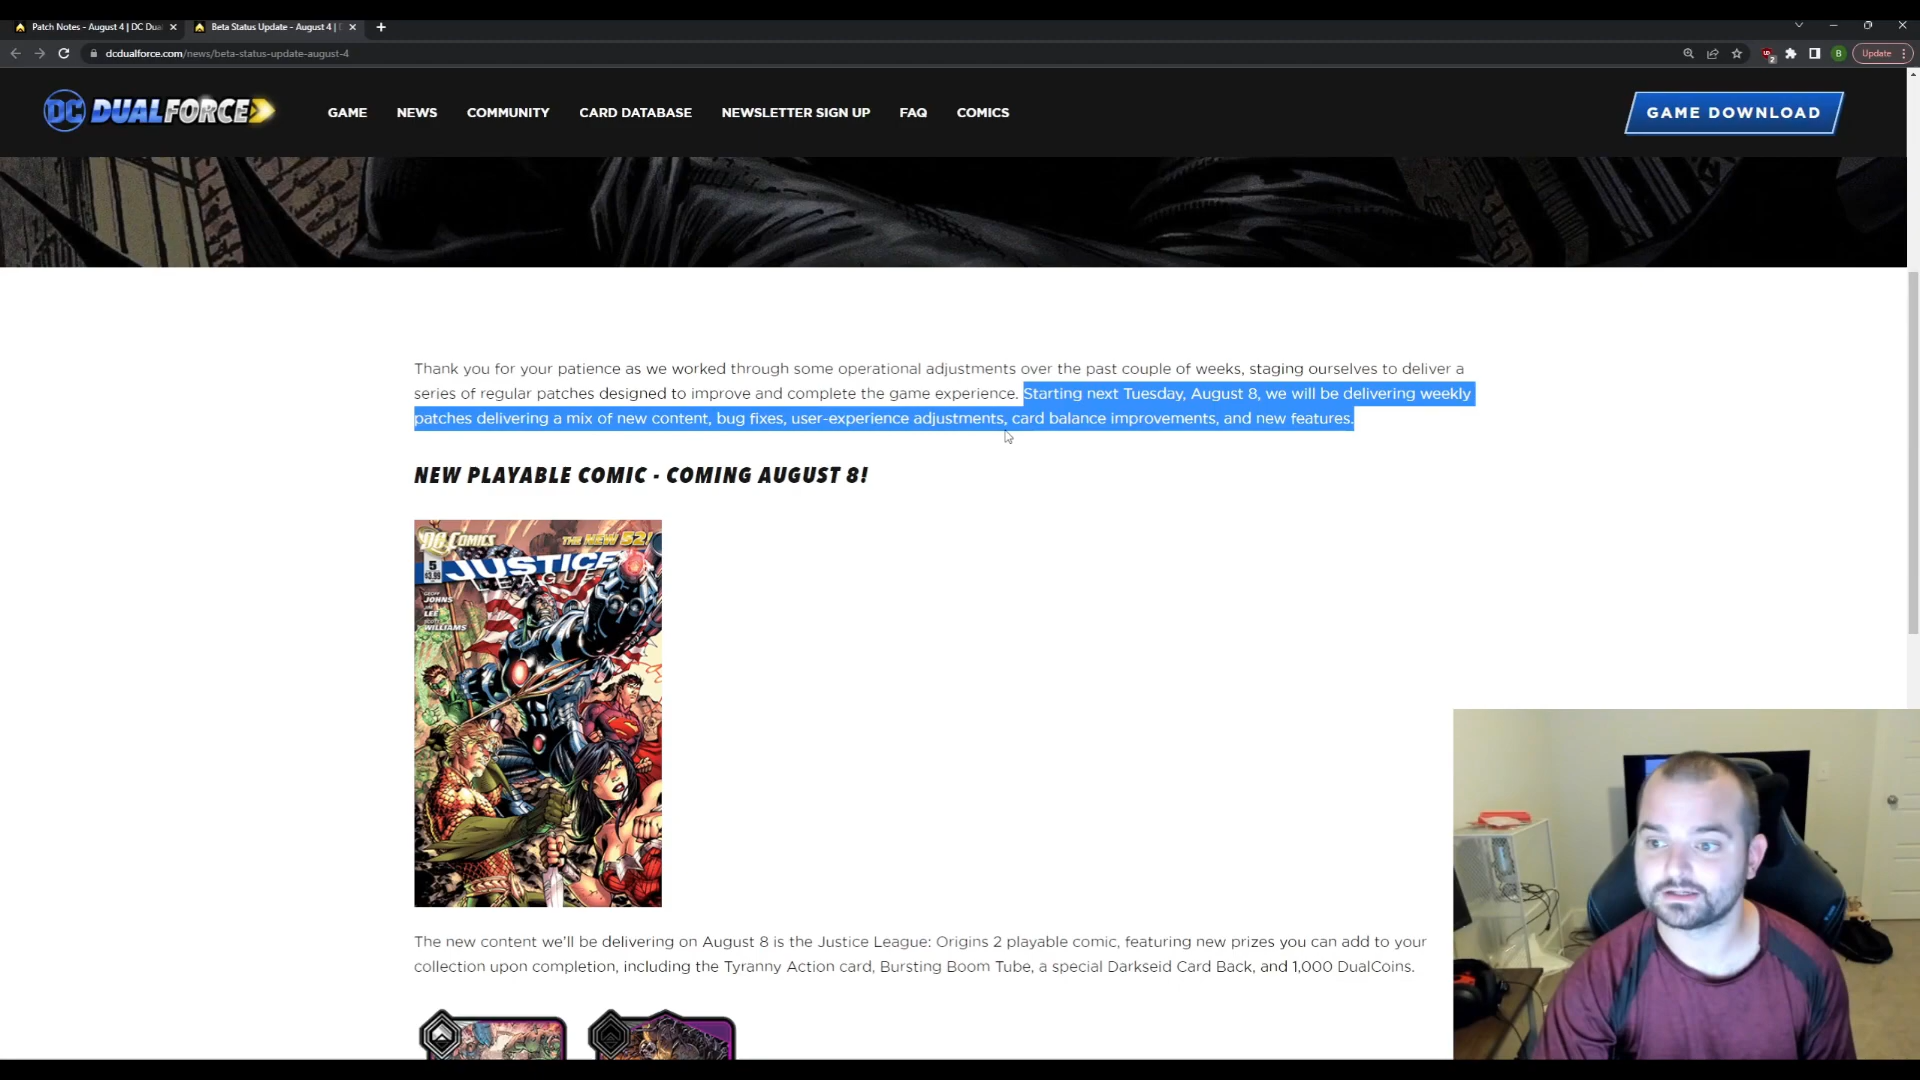 Patch Notes - August 4 | DC Dua
Beta Status Update - August 4 |
dcdualforce.com/news/beta-status-update-august-4
2
B
Update
DC DUALFORCE
GAME
NEWS
COMMUNITY
CARD DATABASE
NEWSLETTER SIGN UP
FAQ
COMICS
GAME DOWNLOAD
Thank you for your patience as we worked through some operational adjustments over the past couple of weeks, staging ourselves to deliver a
series of regular patches designed to improve and complete the game experience. Starting next Tuesday, August 8, we will be delivering weekly
patches delivering a mix of new content, bug fixes, user-experience adjustments, card balance improvements, and new features.
NEW PLAYABLE COMIC - COMING AUGUST 8!
DC COMICS
THE NEW 52!
5
$3.99
JUSTICE
LEAGUE
GEOFF
JOHNS
JIM
LEE
SCOTT
WILLIAMS
The new content we'll be delivering on August 8 is the Justice League: Origins 2 playable comic, featuring new prizes you can add to your
collection upon completion, including the Tyranny Action card, Bursting Boom Tube, a special Darkseid Card Back, and 1,000 DualCoins.